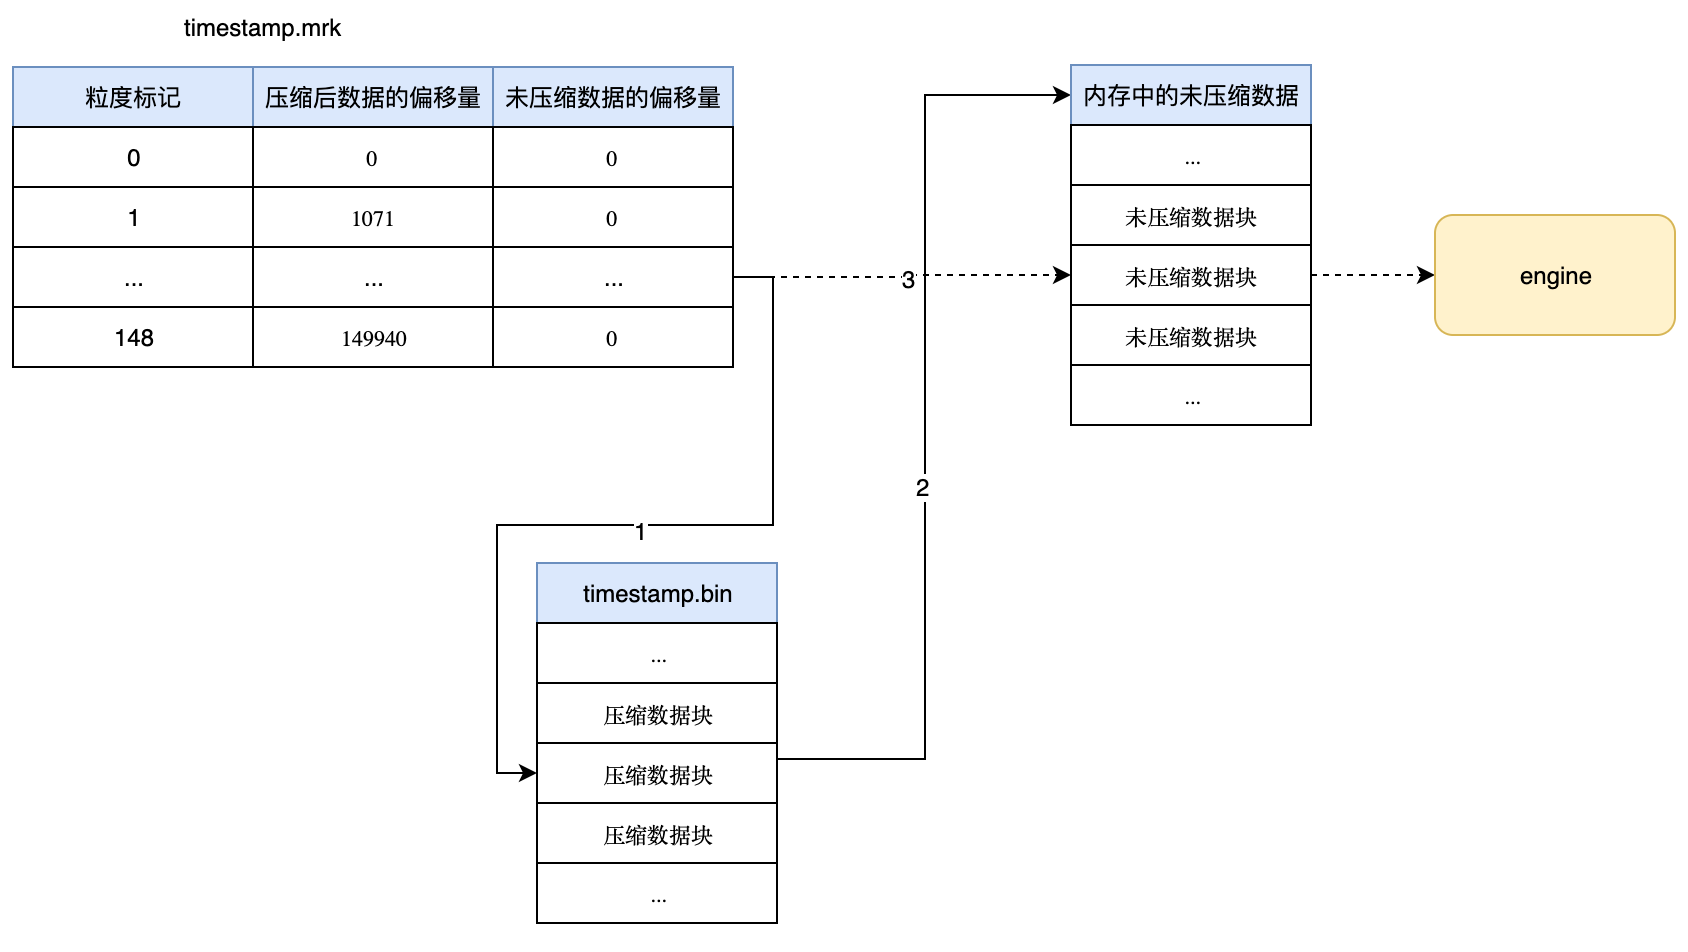 timestamp.mrk
粒度标记 压缩后数据的偏移量 未压缩数据的偏移量
0 0 0
1 1071 0
... ... ...
148 149940 0
内存中的未压缩数据
...
未压缩数据块
未压缩数据块
未压缩数据块
...
engine
3
2
1
timestamp.bin
...
压缩数据块
压缩数据块
压缩数据块
...